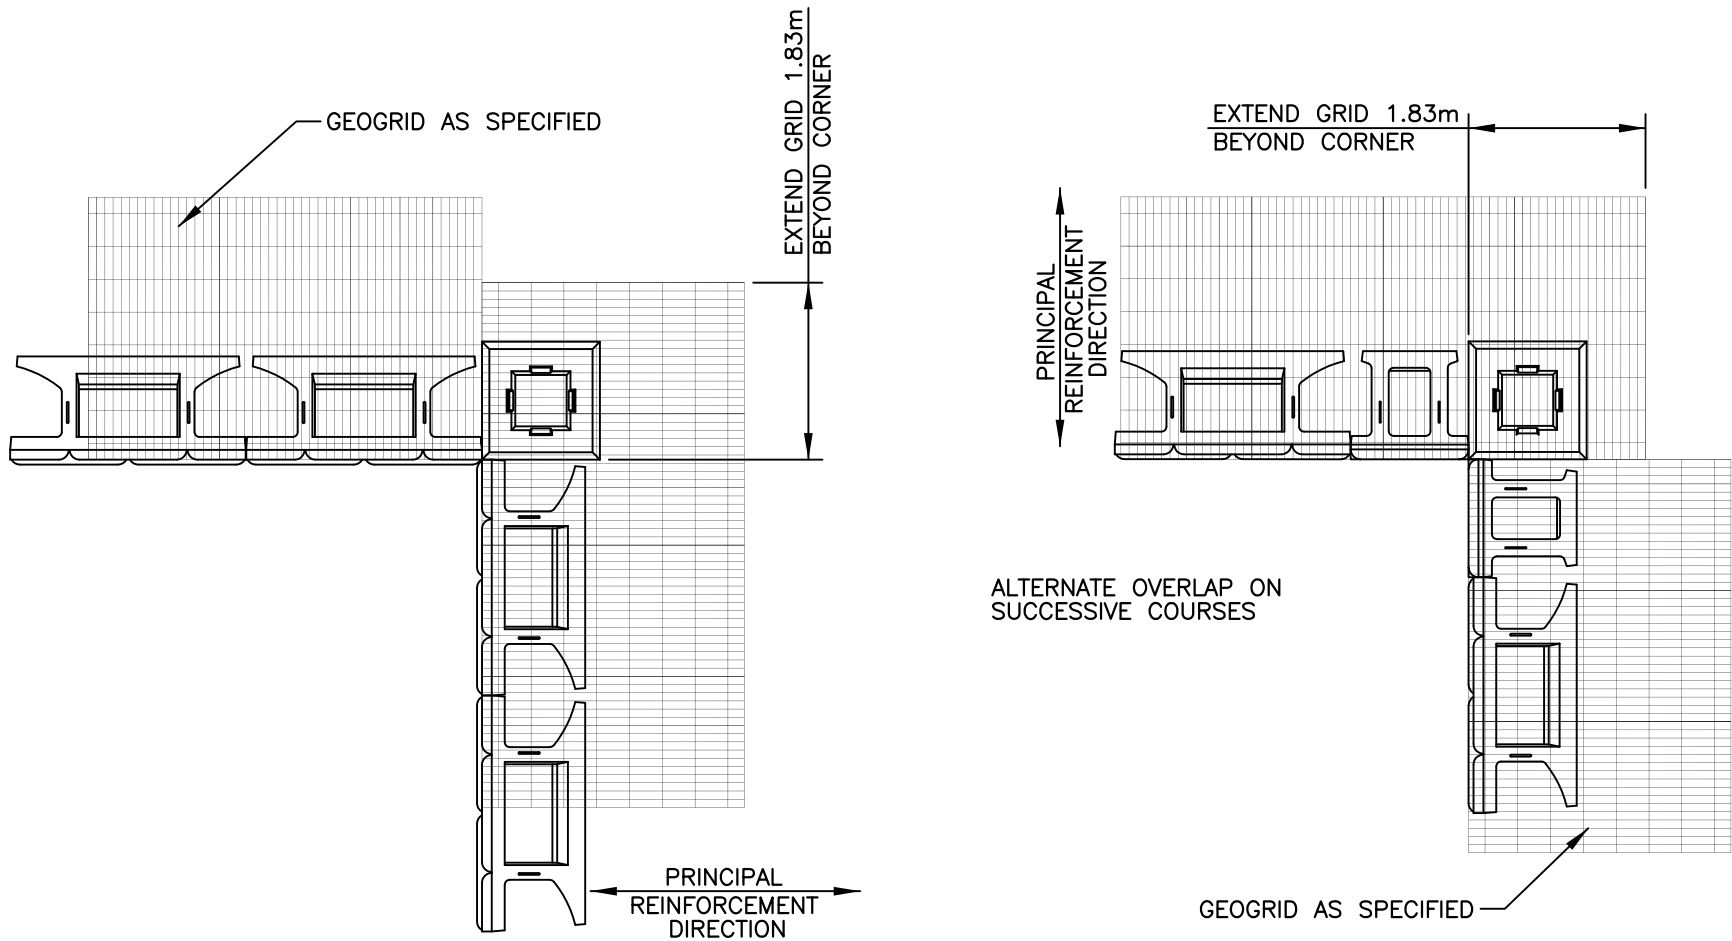 GEOGRID AS SPECIFIED
EXTEND GRID 1.83m
BEYOND CORNER
PRINCIPAL
REINFORCEMENT
DIRECTION
EXTEND GRID 1.83m
BEYOND CORNER
PRINCIPAL
REINFORCEMENT
DIRECTION
ALTERNATE OVERLAP ON
SUCCESSIVE COURSES
GEOGRID AS SPECIFIED